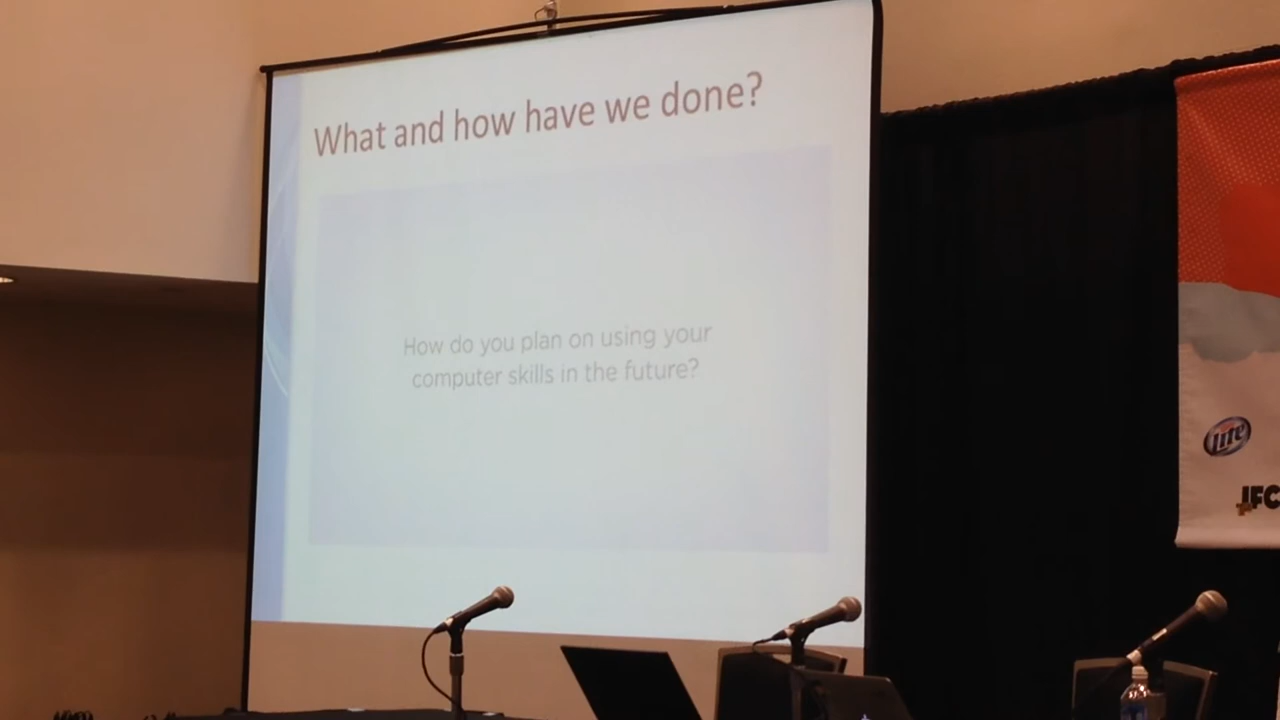 What and how have we done?
How do you plan on using your
computer skills in the future?
Lite
IFC